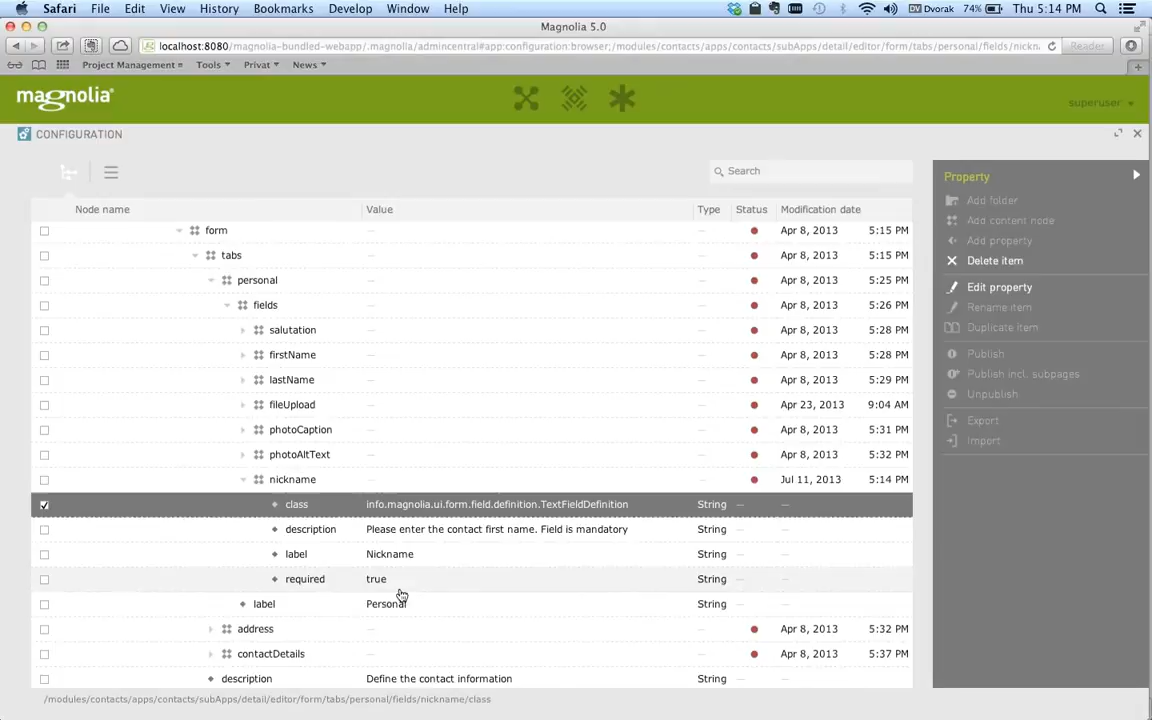 Safari File Edit View History Bookmarks Develop Window Help DV Dvorak 74% Thu 5:14 PM
Magnolia 5.0
localhost:8080/magnolia-bundled-webapp/.magnolia/admincentral#app:configuration:browser;/modules/contacts/apps/contacts/subApps/detail/editor/form/tabs/personal/fields/nickn Reader
Project Management Tools Privat News
magnolia superuser
CONFIGURATION
Search
Node name Value Type Status Modification date
form – – Apr 8, 2013 5:15 PM
tabs – – Apr 8, 2013 5:15 PM
personal – – Apr 8, 2013 5:25 PM
fields – – Apr 8, 2013 5:26 PM
salutation – – Apr 8, 2013 5:28 PM
firstName – – Apr 8, 2013 5:28 PM
lastName – – Apr 8, 2013 5:29 PM
fileUpload – – Apr 23, 2013 9:04 AM
photoCaption – – Apr 8, 2013 5:31 PM
photoAltText – – Apr 8, 2013 5:32 PM
nickname – – Jul 11, 2013 5:14 PM
class info.magnolia.ui.form.field.definition.TextFieldDefinition String – –
description Please enter the contact first name. Field is mandatory String – –
label Nickname String – –
required true String – –
label Personal String – –
address – – Apr 8, 2013 5:32 PM
contactDetails – – Apr 8, 2013 5:37 PM
description Define the contact information String – –
/modules/contacts/apps/contacts/subApps/detail/editor/form/tabs/personal/fields/nickname/class
Property
Add folder
Add content node
Add property
Delete item
Edit property
Rename item
Duplicate item
Publish
Publish incl. subpages
Unpublish
Export
Import